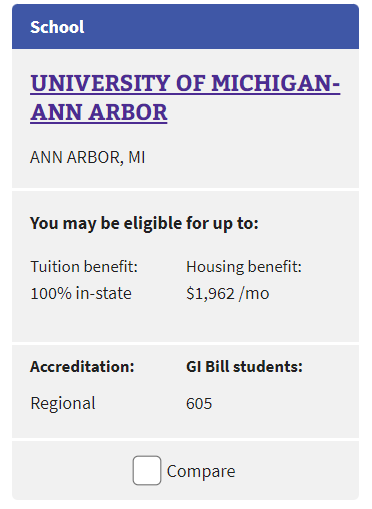 School
UNIVERSITY OF MICHIGAN-
ANN ARBOR
ANN ARBOR, MI
You may be eligible for up to:
Tuition benefit: Housing benefit:
100% in-state $1,962 /mo
Accreditation: GI Bill students:
Regional 605
Compare